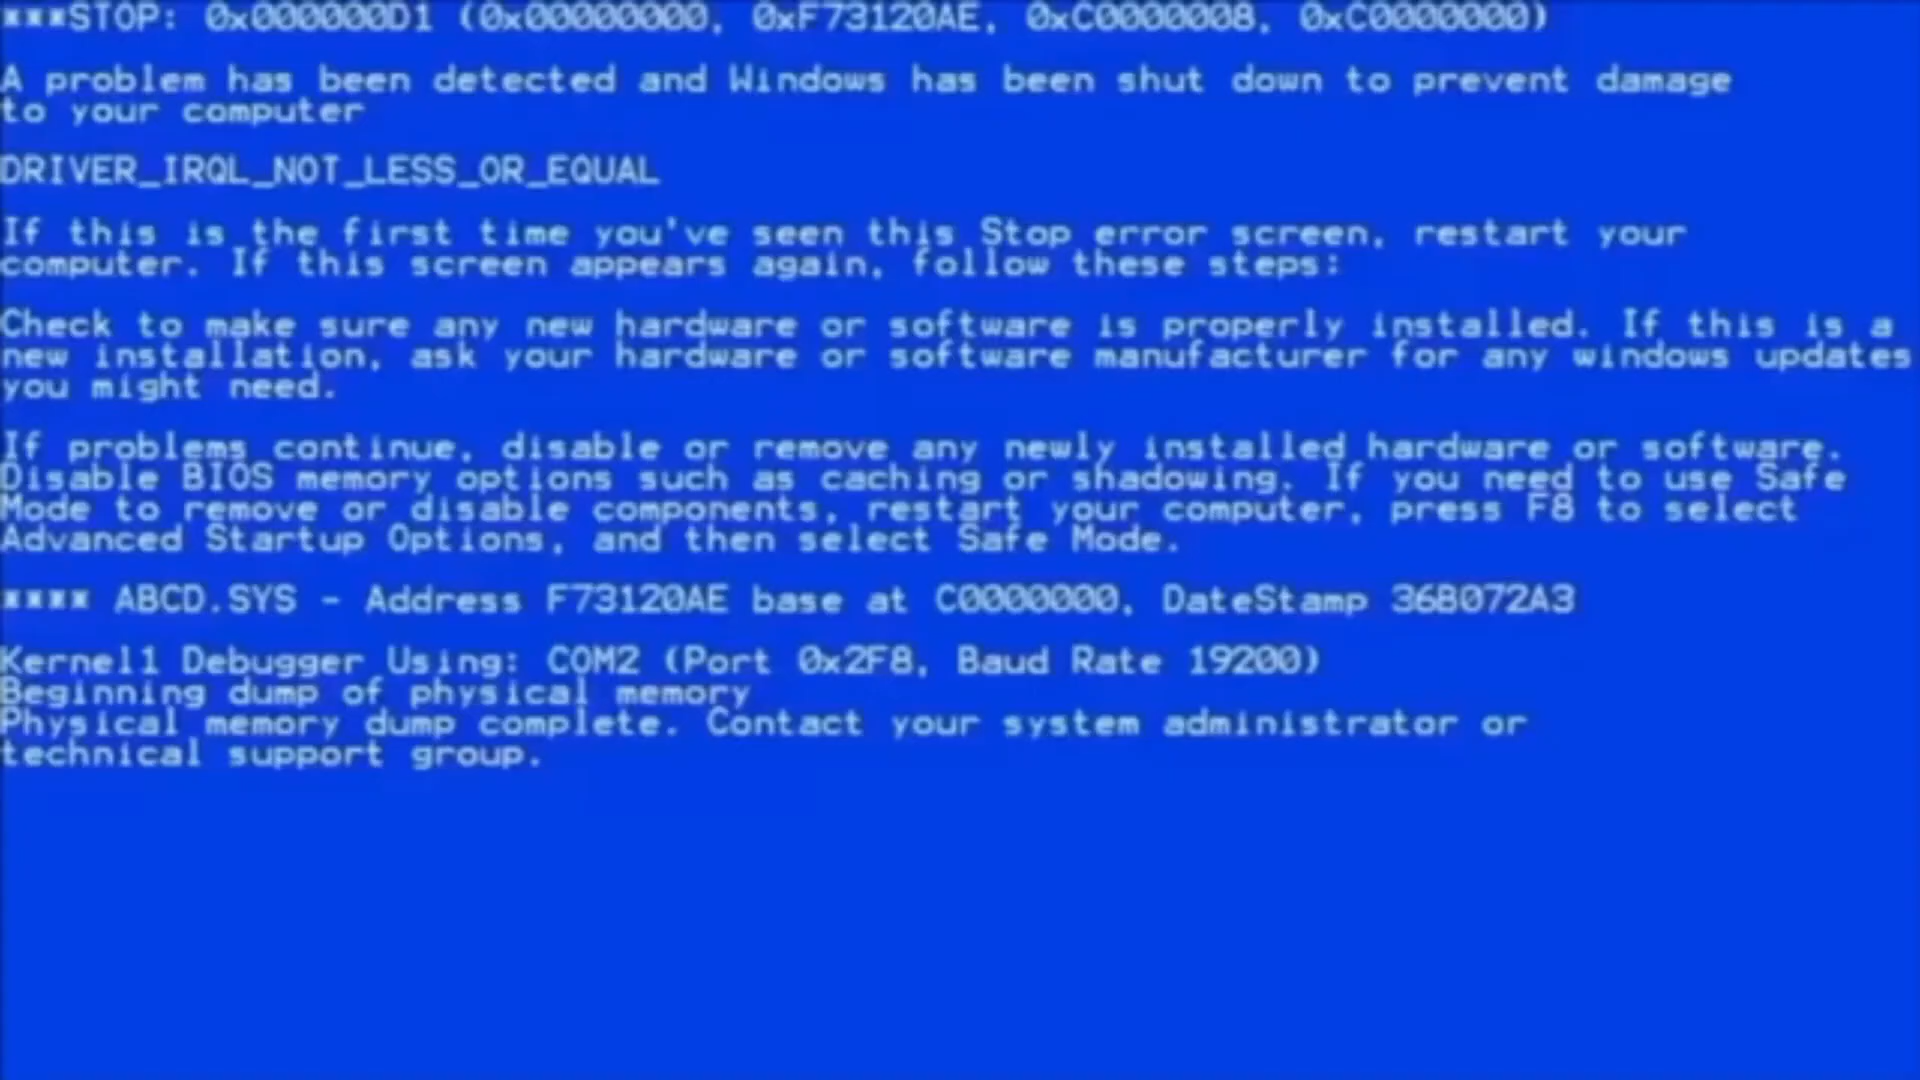 ***STOP: 0x000000D1 (0x00000000, 0xF73120AE, 0xC0000008, 0xC0000000)
A problem has been detected and Windows has been shut down to prevent damage
to your computer
DRIVER_IRQL_NOT_LESS_OR_EQUAL
If this is the first time you've seen this Stop error screen, restart your
computer. If this screen appears again, follow these steps:
Check to make sure any new hardware or software is properly installed. If this is a
new installation, ask your hardware or software manufacturer for any windows updates
you might need.
If problems continue, disable or remove any newly installed hardware or software.
Disable BIOS memory options such as caching or shadowing. If you need to use Safe
Mode to remove or disable components, restart your computer, press F8 to select
Advanced Startup Options, and then select Safe Mode.
**** ABCD.SYS - Address F73120AE base at C0000000, DateStamp 36B072A3
Kernel1 Debugger Using: COM2 (Port 0x2F8, Baud Rate 19200)
Beginning dump of physical memory
Physical memory dump complete. Contact your system administrator or
technical support group.